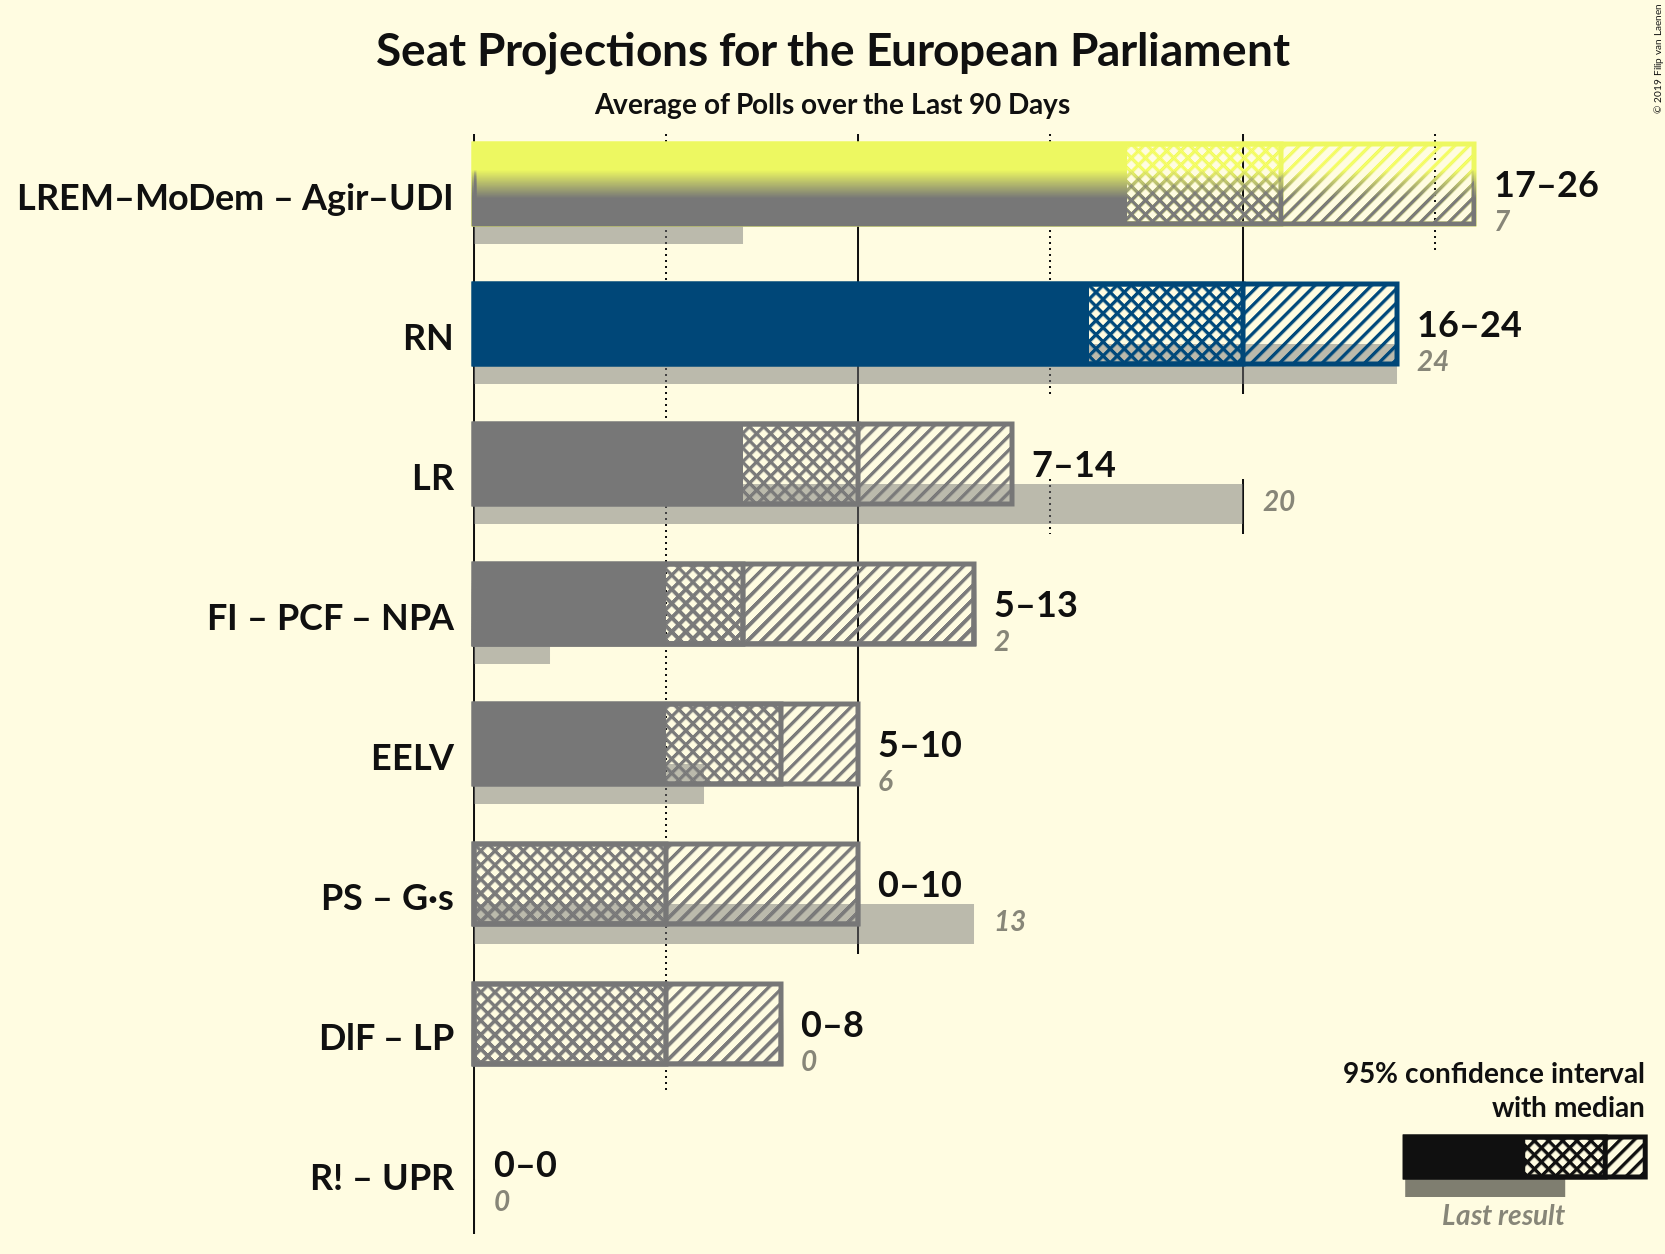 Seat Projections for the European Parliament
Average of Polls over the Last 90 Days
© 2019 Filip van Laenen
LREM–MoDem – Agir–UDI
17–26
7
RN
16–24
24
LR
7–14
20
FI – PCF – NPA
5–13
2
EELV
5–10
6
PS – G·s
0–10
13
DlF – LP
0–8
0
R! – UPR
0–0
0
95% confidence interval
with median
Last result